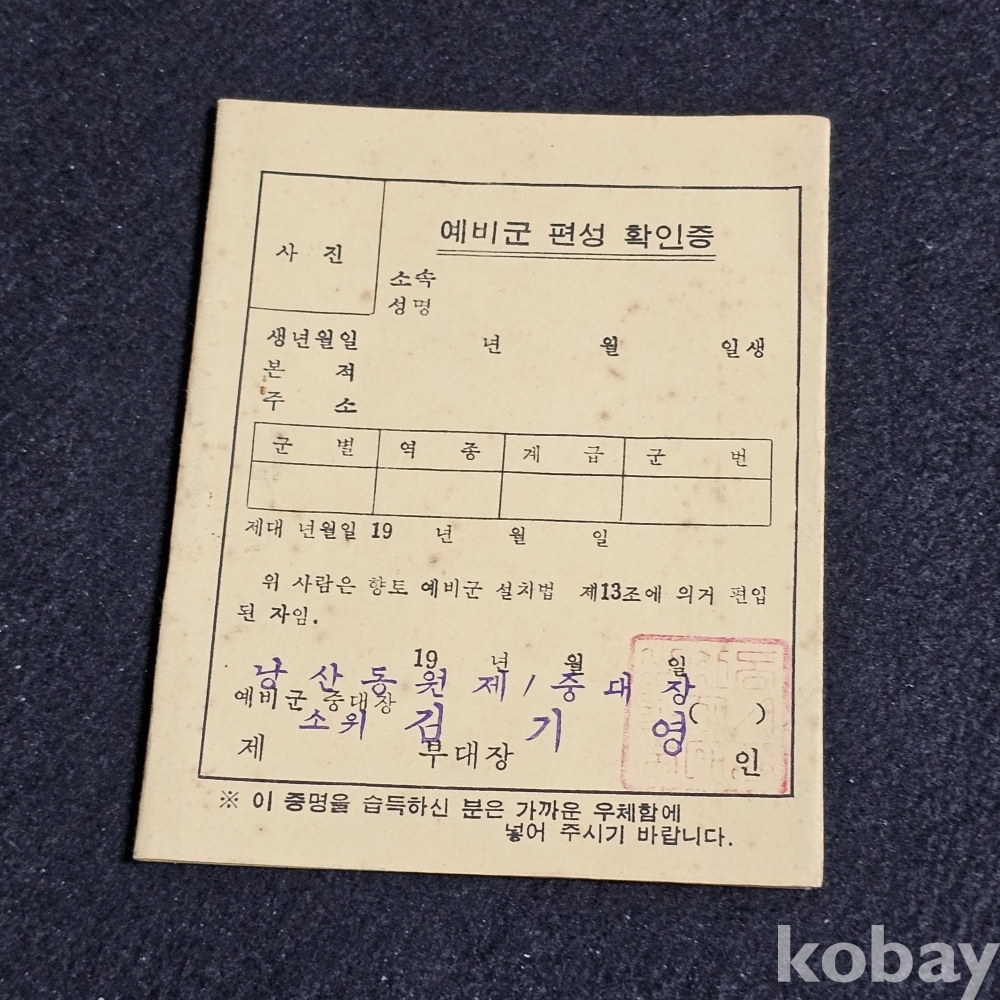 예비군 편성 확인증
사 진
소속
성명
생년월일 년 월 일생
본 적
주 소
군 별 역 종 계 급 군 번
제대 년월일 19 년 월 일
위 사람은 향토 예비군 설치법 제13조에 의거 편입
된 자임.
19 년 월 일
낭산동원 제1중대장
예비군 중대장 ( )
소위 김기영
제 부대장 인
※ 이 증명을 습득하신 분은 가까운 우체함에
넣어 주시기 바랍니다.
kobay